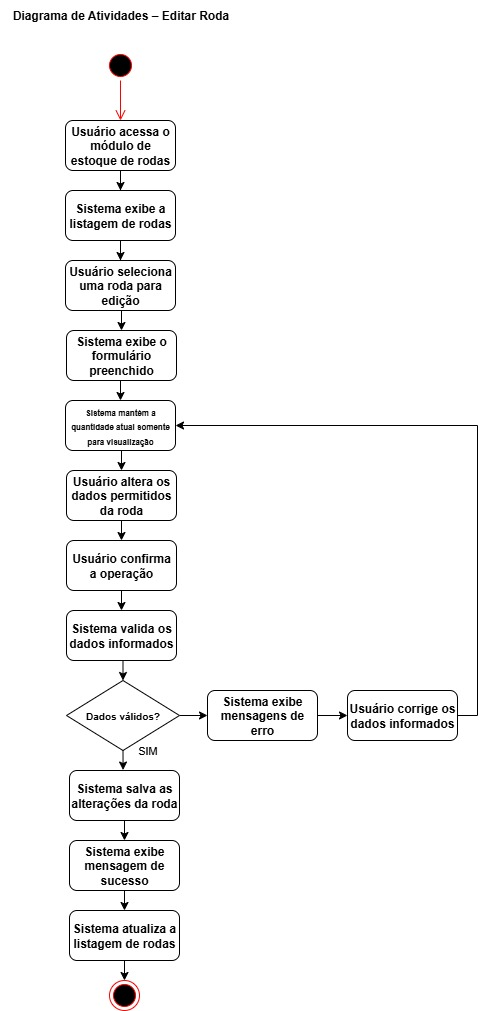 Diagrama de Atividades – Editar Roda
Usuário acessa o
módulo de
estoque de rodas
Sistema exibe a
listagem de rodas
Usuário seleciona
uma roda para
edição
Sistema exibe o
formulário
preenchido
Sistema mantém a
quantidade atual somente
para visualização
Usuário altera os
dados permitidos
da roda
Usuário confirma
a operação
Sistema valida os
dados informados
Dados válidos?
Sistema exibe
mensagens de
erro
Usuário corrige os
dados informados
SIM
Sistema salva as
alterações da roda
Sistema exibe
mensagem de
sucesso
Sistema atualiza a
listagem de rodas